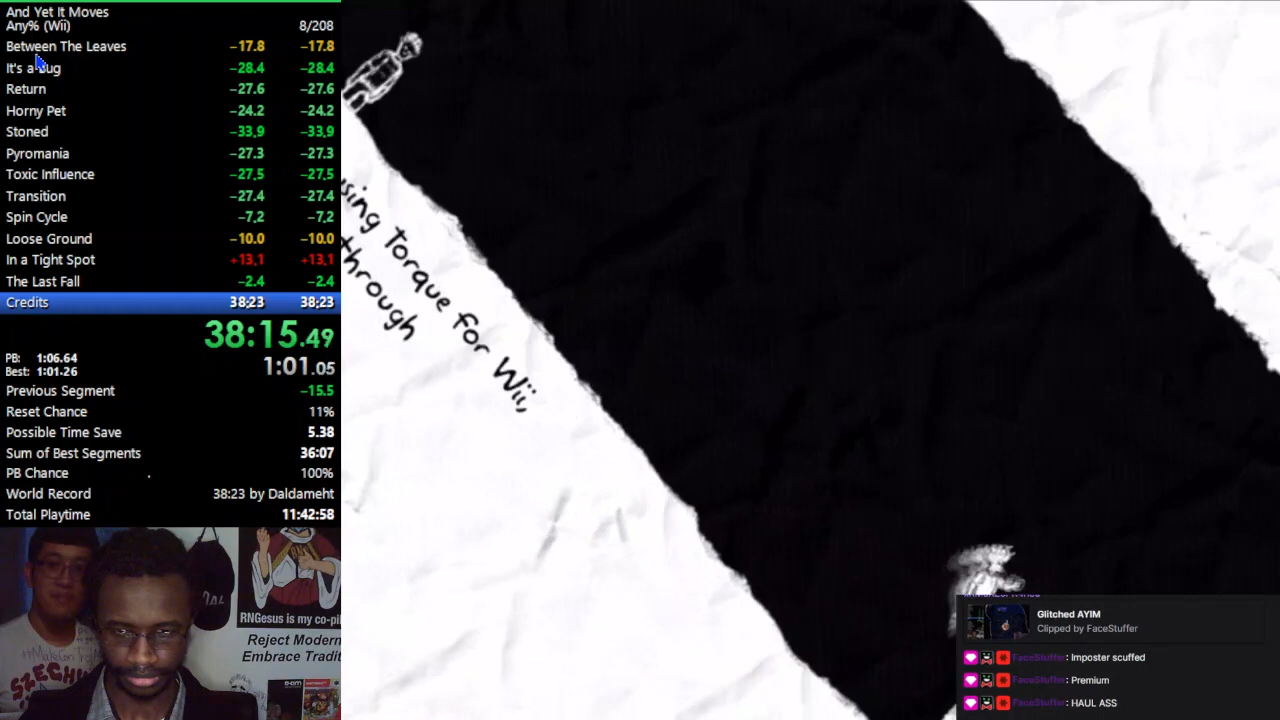 And Yet It Moves
Any% (Wii) 8/208
Between The Leaves -17.8 -17.8
It's a Bug -28.4 -28.4
Return -27.6 -27.6
Horny Pet -24.2 -24.2
Stoned -33.9 -33.9
Pyromania -27.3 -27.3
Toxic Influence -27.5 -27.5
Transition -27.4 -27.4
Spin Cycle -7.2 -7.2
Loose Ground -10.0 -10.0
In a Tight Spot +13.1 +13.1
The Last Fall -2.4 -2.4
Credits 38:23 38:23
38:15.49
PB: 1:06.64
Best: 1:01.26
1:01.05
Previous Segment -15.5
Reset Chance 11%
Possible Time Save 5.38
Sum of Best Segments 36:07
PB Chance 100%
World Record 38:23 by Daldameht
Total Playtime 11:42:58
using Torque for Wii,
through
RNGesus is my co-pil
Reject Modern
Embrace Tradit
Glitched AYIM
Clipped by FaceStuffer
FaceStuffer: Imposter scuffed
FaceStuffer: Premium
FaceStuffer: HAUL ASS